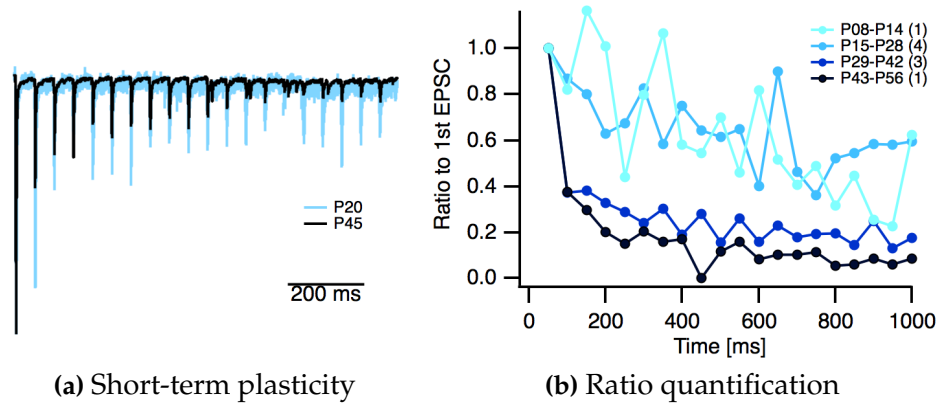 P20
P45
200 ms
(a) Short-term plasticity
Ratio to 1st EPSC
1.0
0.8
0.6
0.4
0.2
0.0
P08-P14 (1)
P15-P28 (4)
P29-P42 (3)
P43-P56 (1)
0 200 400 600 800 1000
Time [ms]
(b) Ratio quantification